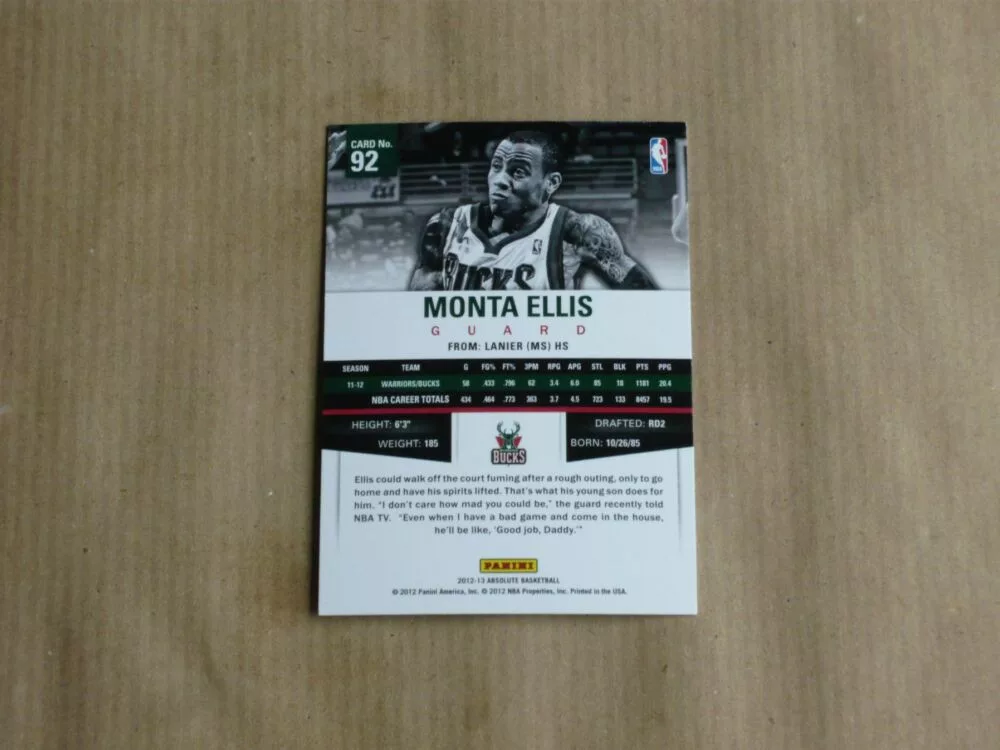 CARD No.
92
NBA
BUCKS
MONTA ELLIS
GUARD
FROM: LANIER (MS) HS
SEASON TEAM G FG% FT% 3PM RPG APG STL BLK PTS PPG
11-12 WARRIORS/BUCKS 58 .433 .796 62 3.4 6.0 85 18 1181 20.4
NBA CAREER TOTALS 434 .464 .773 363 3.7 4.5 723 133 8457 19.5
HEIGHT: 6'3" DRAFTED: RD2
WEIGHT: 185 BORN: 10/26/85
BUCKS
Ellis could walk off the court fuming after a rough outing, only to go
home and have his spirits lifted. That's what his young son does for
him. "I don't care how mad you could be," the guard recently told
NBA TV. "Even when I have a bad game and come in the house,
he'll be like, 'Good job, Daddy.'"
PANINI
2012-13 ABSOLUTE BASKETBALL
© 2012 Panini America, Inc. © 2012 NBA Properties, Inc. Printed in the USA.